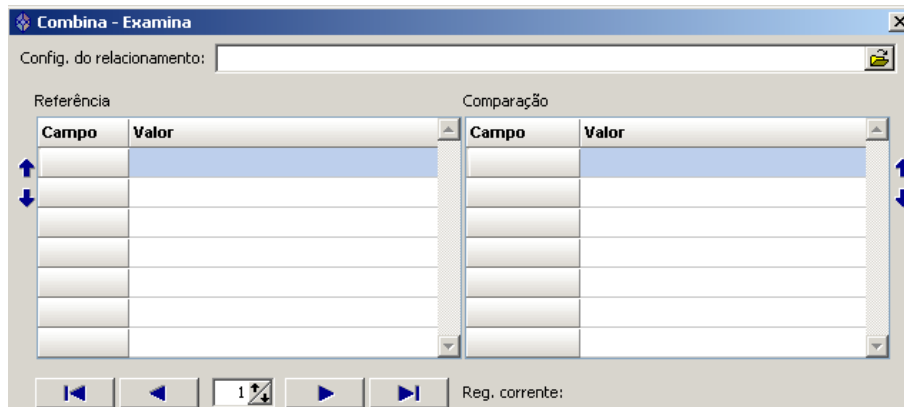 Combina - Examina
Config. do relacionamento:
Referência Comparação
Campo Valor Campo Valor
1 Reg. corrente: